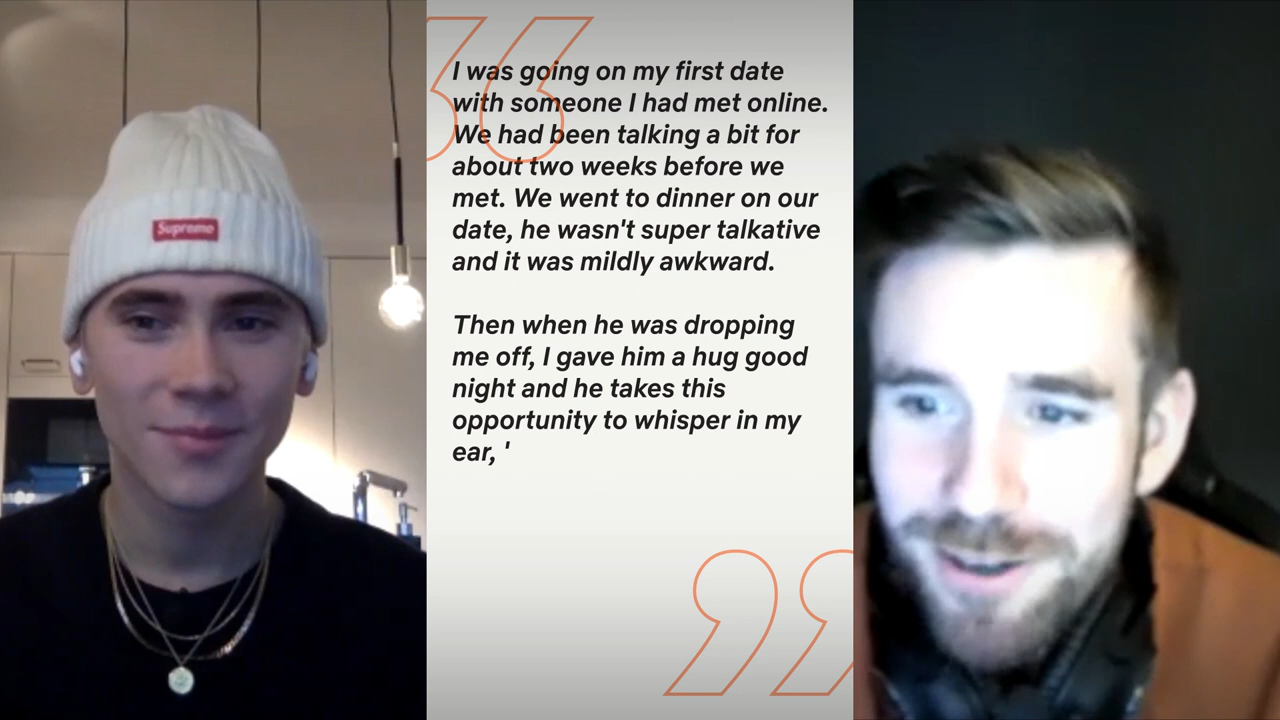 Supreme
I was going on my first date
with someone I had met online.
We had been talking a bit for
about two weeks before we
met. We went to dinner on our
date, he wasn't super talkative
and it was mildly awkward.
Then when he was dropping
me off, I gave him a hug good
night and he takes this
opportunity to whisper in my
ear, '